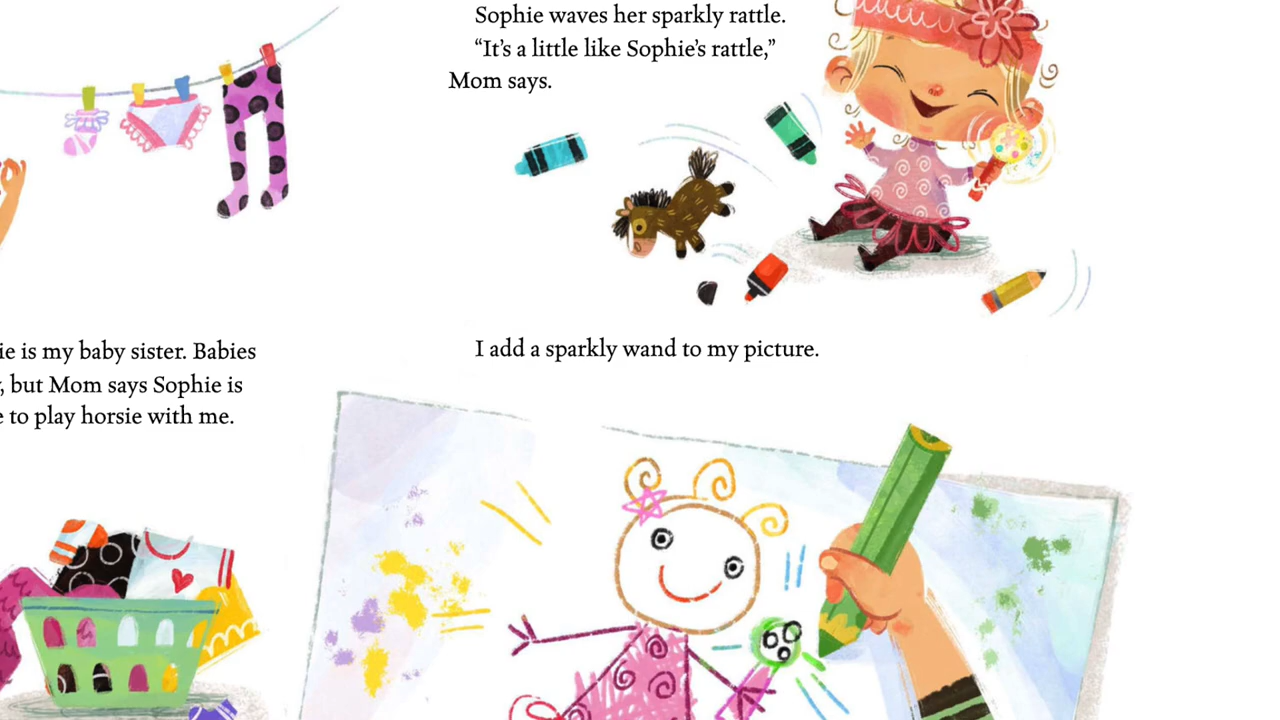 Sophie waves her sparkly rattle.
“It’s a little like Sophie’s rattle,”
Mom says.
I add a sparkly wand to my picture.
is my baby sister. Babies
but Mom says Sophie is
to play horsie with me.